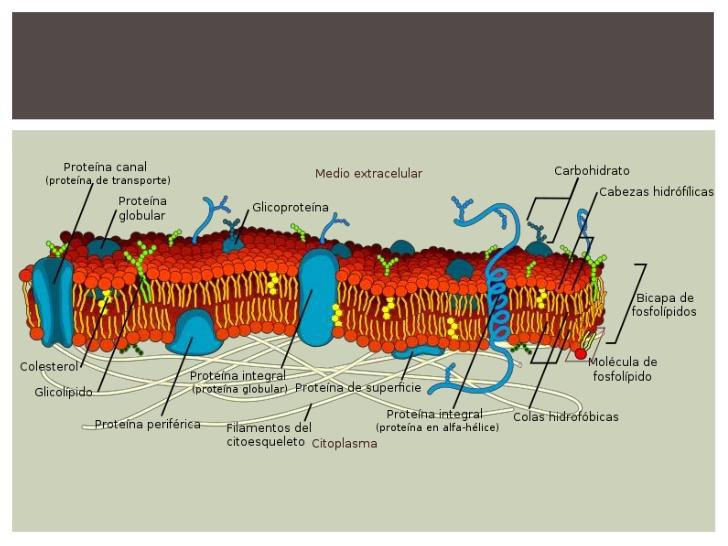 Proteína canal
(proteína de transporte)
Medio extracelular
Carbohidrato
Cabezas hidrófílicas
Proteína
globular
Glicoproteína
Bicapa de
fosfolípidos
Colesterol
Glicolípido
Proteína integral
(proteína globular)
Proteína de superficie
Molécula de
fosfolípido
Proteína periférica
Filamentos del
citoesqueleto
Citoplasma
Proteína integral
(proteína en alfa-hélice)
Colas hidrofóbicas